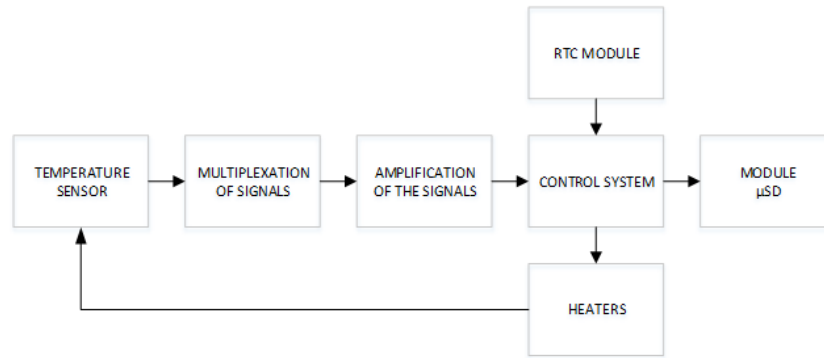 RTC MODULE
TEMPERATURE
SENSOR
MULTIPLEXATION
OF SIGNALS
AMPLIFICATION
OF THE SIGNALS
CONTROL SYSTEM
MODULE
µSD
HEATERS